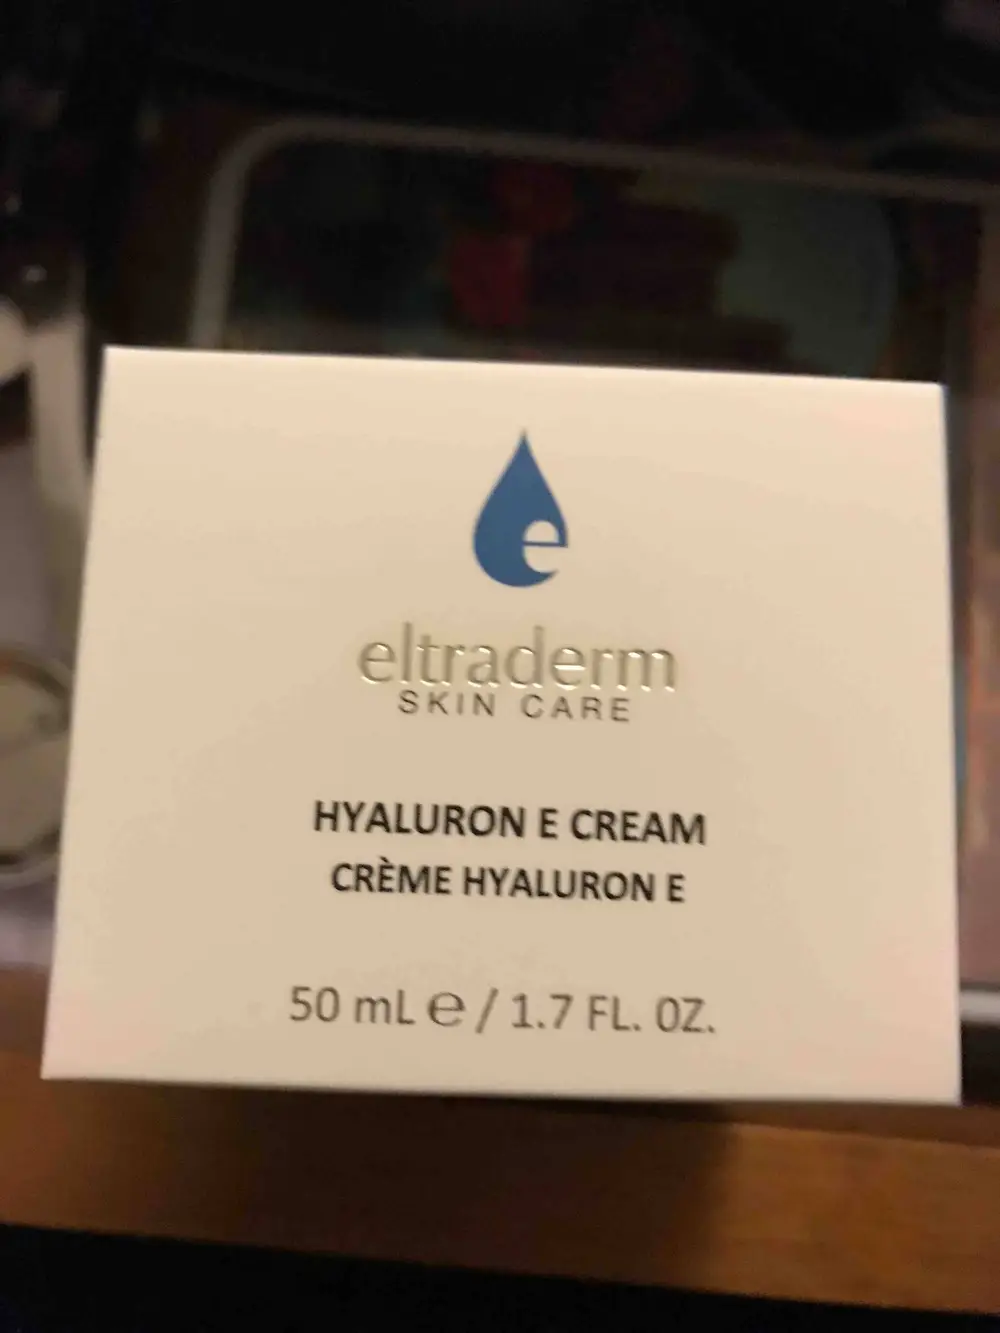 e
eltraderm
SKIN CARE
HYALURON E CREAM
CRÈME HYALURON E
50 mL ℮ / 1.7 FL. OZ.